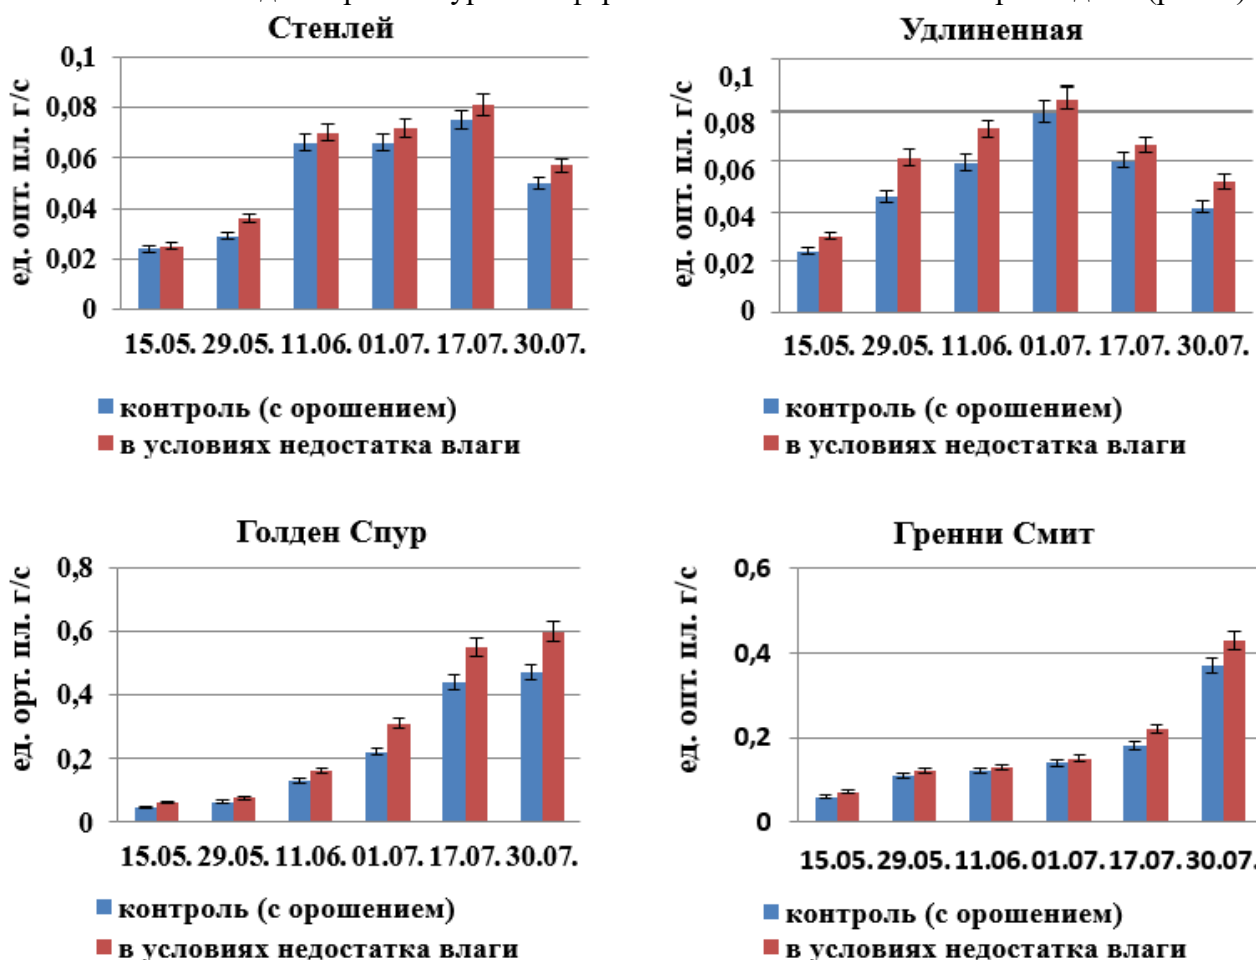 Стенлей
ед. опт. пл. г/с
0,1
0,08
0,06
0,04
0,02
0
15.05. 29.05. 11.06. 01.07. 17.07. 30.07.
контроль (с орошением)
в условиях недостатка влаги
Удлиненная
ед. опт. пл. г/с
0,1
0,08
0,06
0,04
0,02
0
15.05. 29.05. 11.06. 01.07. 17.07. 30.07.
контроль (с орошением)
в условиях недостатка влаги
Голден Спур
ед. орт. пл. г/с
0,8
0,6
0,4
0,2
0
15.05. 29.05. 11.06. 01.07. 17.07. 30.07.
контроль (с орошением)
в условиях недостатка влаги
Гренни Смит
ед. опт. пл. г/с
0,6
0,4
0,2
0
15.05. 29.05. 11.06. 01.07. 17.07. 30.07.
контроль (с орошением)
в условиях недостатка влаги